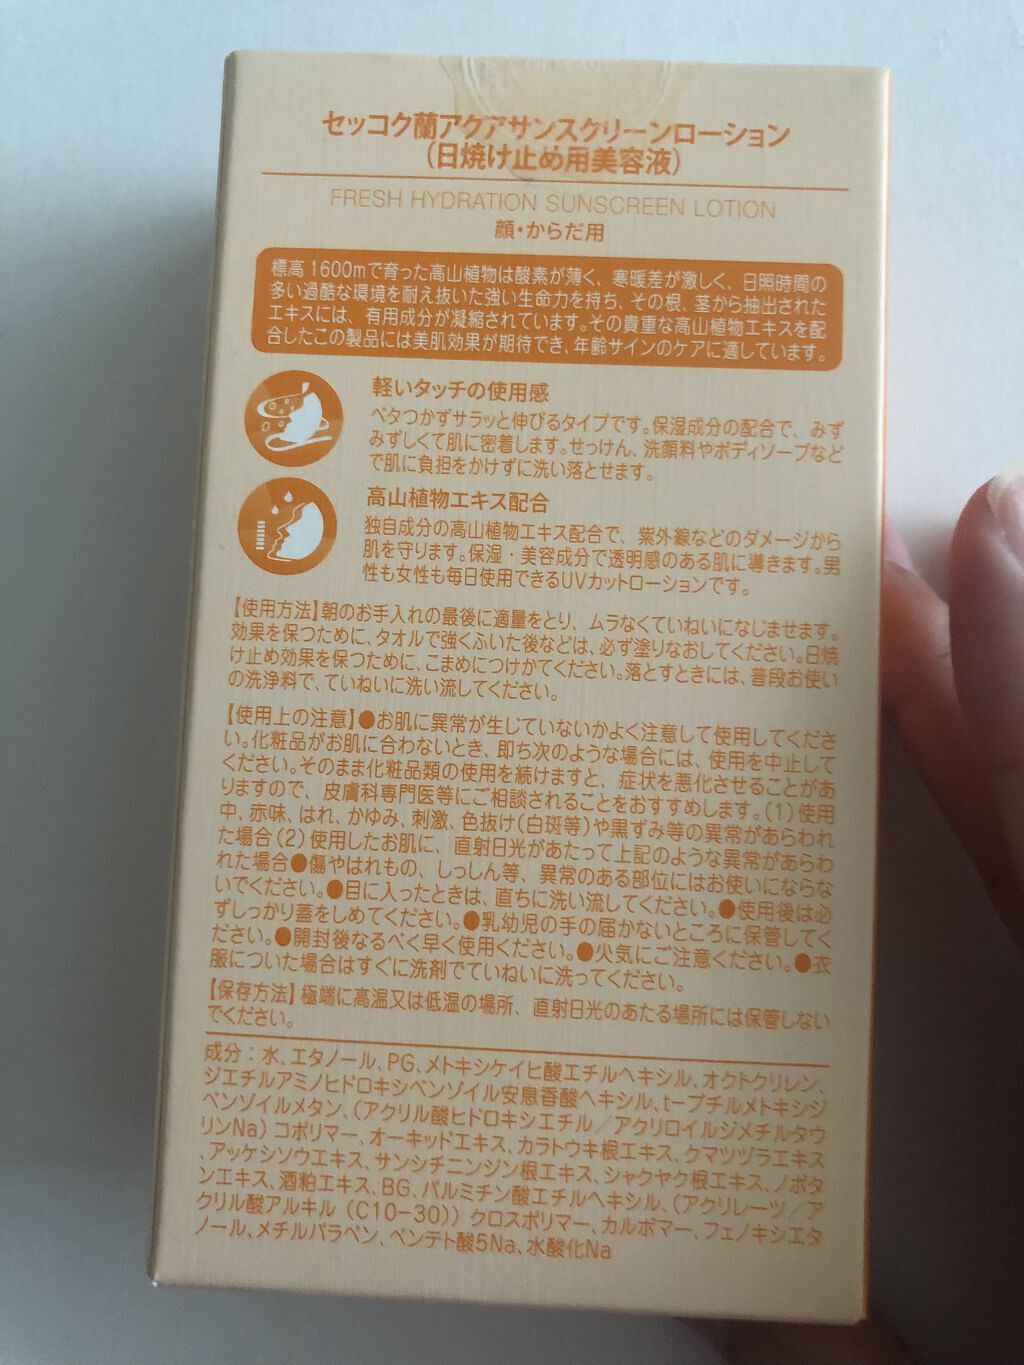 セッコク蘭アクアサンスクリーンローション
(日焼け止め用美容液)
FRESH HYDRATION SUNSCREEN LOTION
顔・からだ用
標高1600mで育った高山植物は酸素が薄く、寒暖差が激しく、日照時間の
多い過酷な環境を耐え抜いた強い生命力を持ち、その根、茎から抽出された
エキスには、有用成分が凝縮されています。その貴重な高山植物エキスを配
合したこの製品には美肌効果が期待でき、年齢サインのケアに適しています。
軽いタッチの使用感
ベタつかずサラッと伸びるタイプです。保湿成分の配合で、みず
みずしくて肌に密着します。せっけん、洗顔料やボディソープなど
で肌に負担をかけずに洗い落とせます。
高山植物エキス配合
独自成分の高山植物エキス配合で、紫外線などのダメージから
肌を守ります。保湿・美容成分で透明感のある肌に導きます。男
性も女性も毎日使用できるUVカットローションです。
【使用方法】朝のお手入れの最後に適量をとり、ムラなくていねいになじませます。
効果を保つために、タオルで強くふいた後などは、必ず塗りなおしてください。日焼
け止め効果を保つために、こまめにつけかてください。落とすときには、普段お使い
の洗浄料で、ていねいに洗い流してください。
【使用上の注意】●お肌に異常が生じていないかよく注意して使用してくださ
い。化粧品がお肌に合わないとき、即ち次のような場合には、使用を中止して
ください。そのまま化粧品類の使用を続けますと、症状を悪化させることがあ
りますので、皮膚科専門医等にご相談されることをおすすめします。(1)使用
中、赤味、はれ、かゆみ、刺激、色抜け(白斑等)や黒ずみ等の異常があらわれ
た場合(2)使用したお肌に、直射日光があたって上記のような異常があらわ
れた場合●傷やはれもの、しっしん等、異常のある部位にはお使いにならな
いでください。●目に入ったときは、直ちに洗い流してください。●使用後は必
ずしっかり蓋をしめてください。●乳幼児の手の届かないところに保管してく
ださい。●開封後なるべく早く使用ください。●火気にご注意ください。●衣
服についた場合はすぐに洗剤でていねいに洗ってください。
【保存方法】極端に高温又は低温の場所、直射日光のあたる場所には保管しない
でください。
成分：水、エタノール、PG、メトキシケイヒ酸エチルヘキシル、オクトクリレン、
ジエチルアミノヒドロキシベンゾイル安息香酸ヘキシル、t-ブチルメトキシジ
ベンゾイルメタン、(アクリル酸ヒドロキシエチル／アクリロイルジメチルタウ
リンNa)コポリマー、オーキッドエキス、カラトウキ根エキス、クマツヅラエキス
、アッケシソウエキス、サンシチニンジン根エキス、シャクヤク根エキス、ノボタ
ンエキス、酒粕エキス、BG、パルミチン酸エチルヘキシル、(アクリレーツ／ア
クリル酸アルキル(C10-30))クロスポリマー、カルボマー、フェノキシエタ
ノール、メチルパラベン、ペンテト酸5Na、水酸化Na